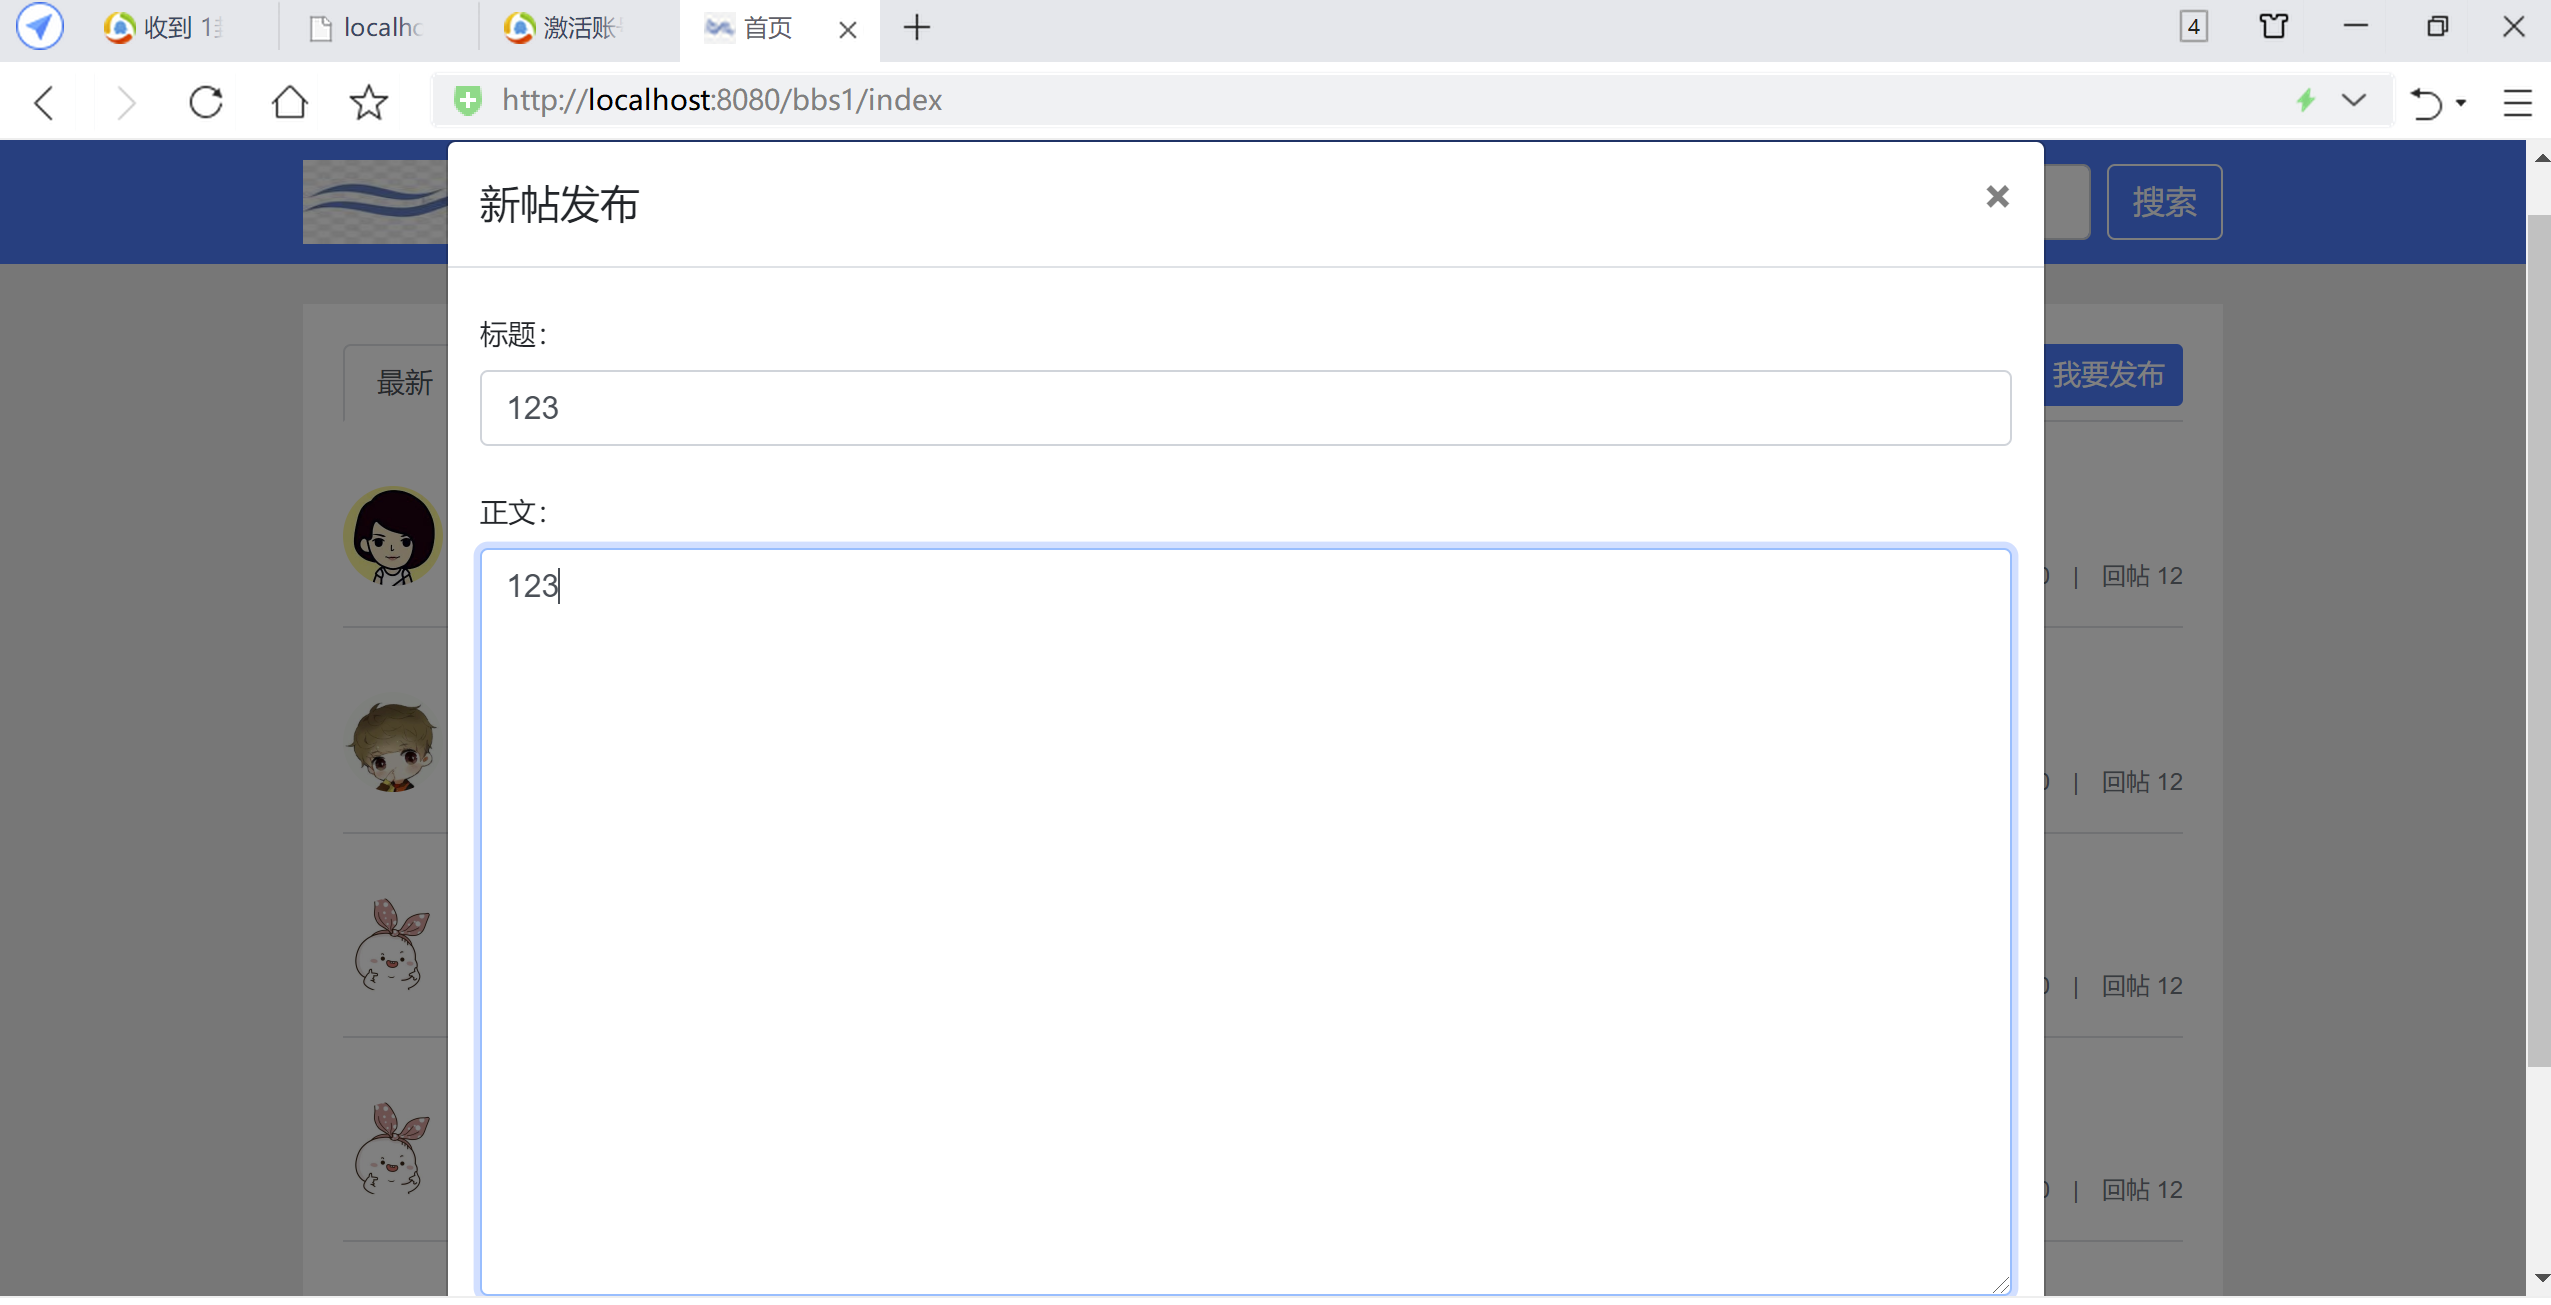 收到 1
localho
激活账
首页
4
http://localhost:8080/bbs1/index
新帖发布
搜索
标题：
最新
我要发布
123
正文：
123
| 回帖 12
| 回帖 12
| 回帖 12
| 回帖 12